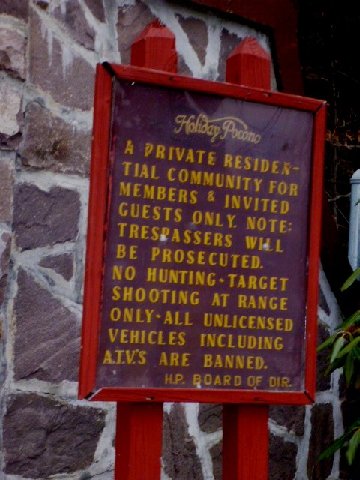 Holiday Pocono
A PRIVATE RESIDEN-
TIAL COMMUNITY FOR
MEMBERS & INVITED
GUESTS ONLY. NOTE:
TRESPASSERS WILL
BE PROSECUTED.
NO HUNTING - TARGET
SHOOTING AT RANGE
ONLY - ALL UNLICENSED
VEHICLES INCLUDING
A.T.V.'S ARE BANNED.
H.P. BOARD OF DIR.